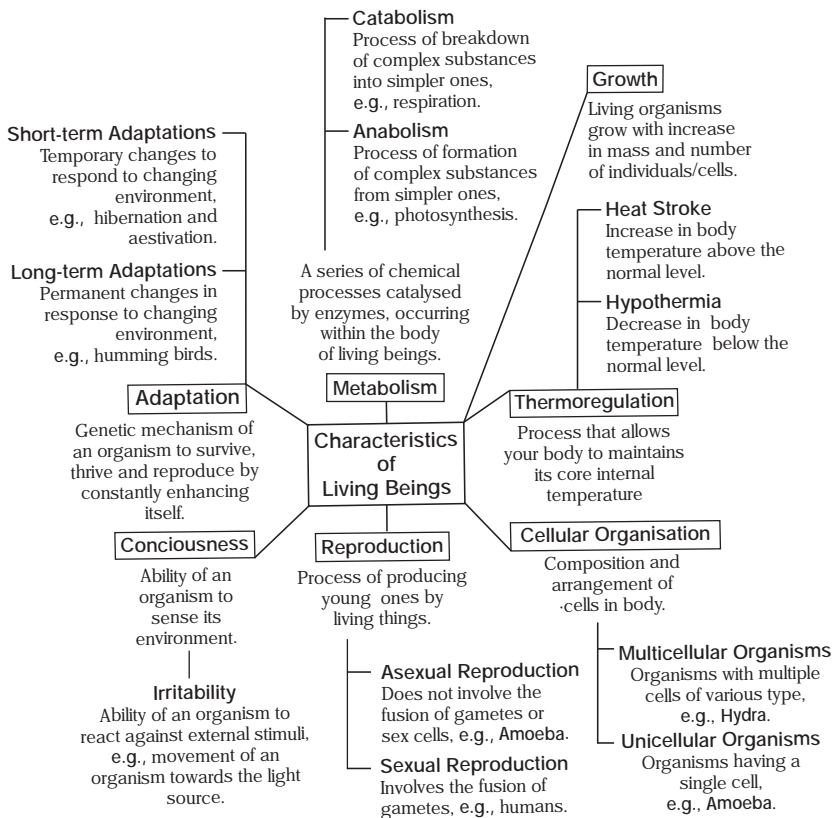 Catabolism
Process of breakdown
of complex substances
into simpler ones,
e.g., respiration.
Anabolism
Process of formation
of complex substances
from simpler ones,
e.g., photosynthesis.
A series of chemical
processes catalysed
by enzymes, occurring
within the body
of living beings.
Metabolism
Growth
Living organisms
grow with increase
in mass and number
of individuals/cells.
Short-term Adaptations
Temporary changes to
respond to changing
environment,
e.g., hibernation and
aestivation.
Long-term Adaptations
Permanent changes in
response to changing
environment,
e.g., humming birds.
Adaptation
Genetic mechanism of
an organism to survive,
thrive and reproduce by
constantly enhancing
itself.
Heat Stroke
Increase in body
temperature above the
normal level.
Hypothermia
Decrease in body
temperature below the
normal level.
Thermoregulation
Process that allows
your body to maintains
its core internal
temperature
Characteristics
of
Living Beings
Conciousness
Ability of an
organism to
sense its
environment.
Irritability
Ability of an organism to
react against external stimuli,
e.g., movement of an
organism towards the light
source.
Reproduction
Process of producing
young ones by
living things.
Asexual Reproduction
Does not involve the
fusion of gametes or
sex cells, e.g., Amoeba.
Sexual Reproduction
Involves the fusion of
gametes, e.g., humans.
Cellular Organisation
Composition and
arrangement of
·cells in body.
Multicellular Organisms
Organisms with multiple
cells of various type,
e.g., Hydra.
Unicellular Organisms
Organisms having a
single cell,
e.g., Amoeba.